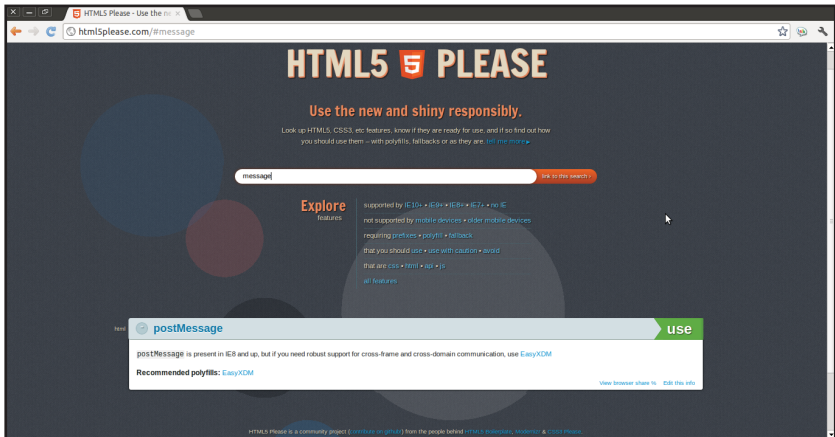 HTML5 Please - Use the ne
html5please.com/#message
HTML5 5 PLEASE
Use the new and shiny responsibly.
Look up HTML5, CSS3, etc features, know if they are ready for use, and if so find out how
you should use them – with polyfills, fallbacks or as they are. tell me more ▸
message
link to this search ›
Explore
features
supported by IE10+ • IE9+ • IE8+ • IE7+ • no IE
not supported by mobile devices • older mobile devices
requiring prefixes • polyfill • fallback
that you should use • use with caution • avoid
that are css • html • api • js
all features
html
postMessage
use
postMessage is present in IE8 and up, but if you need robust support for cross-frame and cross-domain communication, use EasyXDM
Recommended polyfills: EasyXDM
View browser share % Edit this info
HTML5 Please is a community project (contribute on github!) from the people behind HTML5 Boilerplate, Modernizr & CSS3 Please.